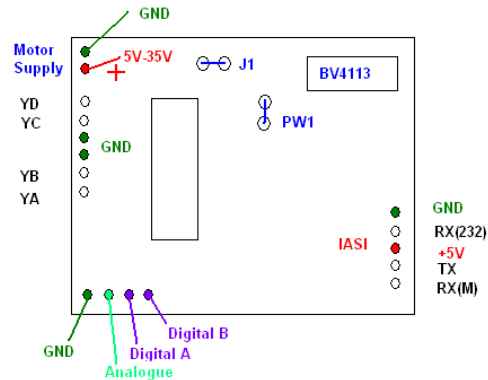 GND
Motor
Supply
5V-35V
J1
BV4113
YD
YC
PW1
GND
YB
YA
GND
RX(232)
IASI
+5V
TX
RX(M)
Digital B
GND
Digital A
Analogue